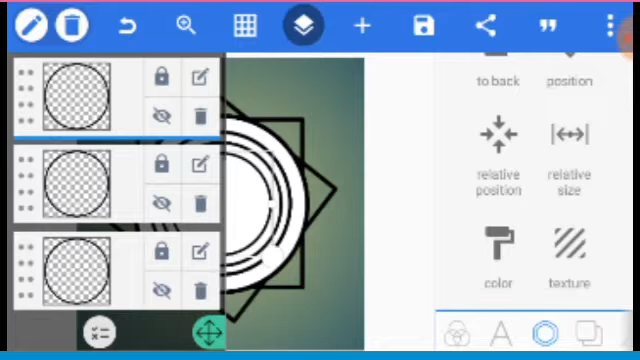 to back
position
relative
position
relative
size
color
texture